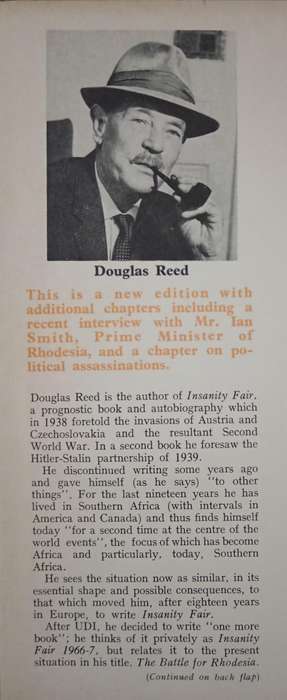 Douglas Reed
This is a new edition with
additional chapters including a
recent interview with Mr. Ian
Smith, Prime Minister of
Rhodesia, and a chapter on po-
litical assassinations.
Douglas Reed is the author of Insanity Fair,
a prognostic book and autobiography which
in 1938 foretold the invasions of Austria and
Czechoslovakia and the resultant Second
World War. In a second book he foresaw the
Hitler-Stalin partnership of 1939.
He discontinued writing some years ago
and gave himself (as he says) "to other
things". For the last nineteen years he has
lived in Southern Africa (with intervals in
America and Canada) and thus finds himself
today "for a second time at the centre of the
world events", the focus of which has become
Africa and particularly, today, Southern
Africa.
He sees the situation now as similar, in its
essential shape and possible consequences, to
that which moved him, after eighteen years
in Europe, to write Insanity Fair.
After UDI, he decided to write "one more
book"; he thinks of it privately as Insanity
Fair 1966-7, but relates it to the present
situation in his title, The Battle for Rhodesia.
(Continued on back flap)